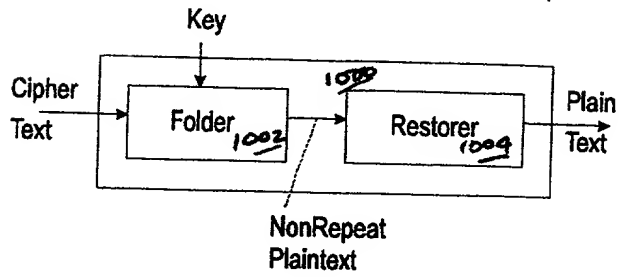 Key
Cipher
Text
Folder
1002
1000
Restorer
1004
Plain
Text
NonRepeat
Plaintext